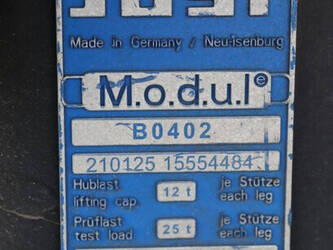 JOST
Made in Germany / Neu-Isenburg
M.o.d.u.l®
B0402
210125 15554484
Hublast 12 t je Stütze
lifting cap. each leg
Prüflast 25 t je Stütze
test load each leg